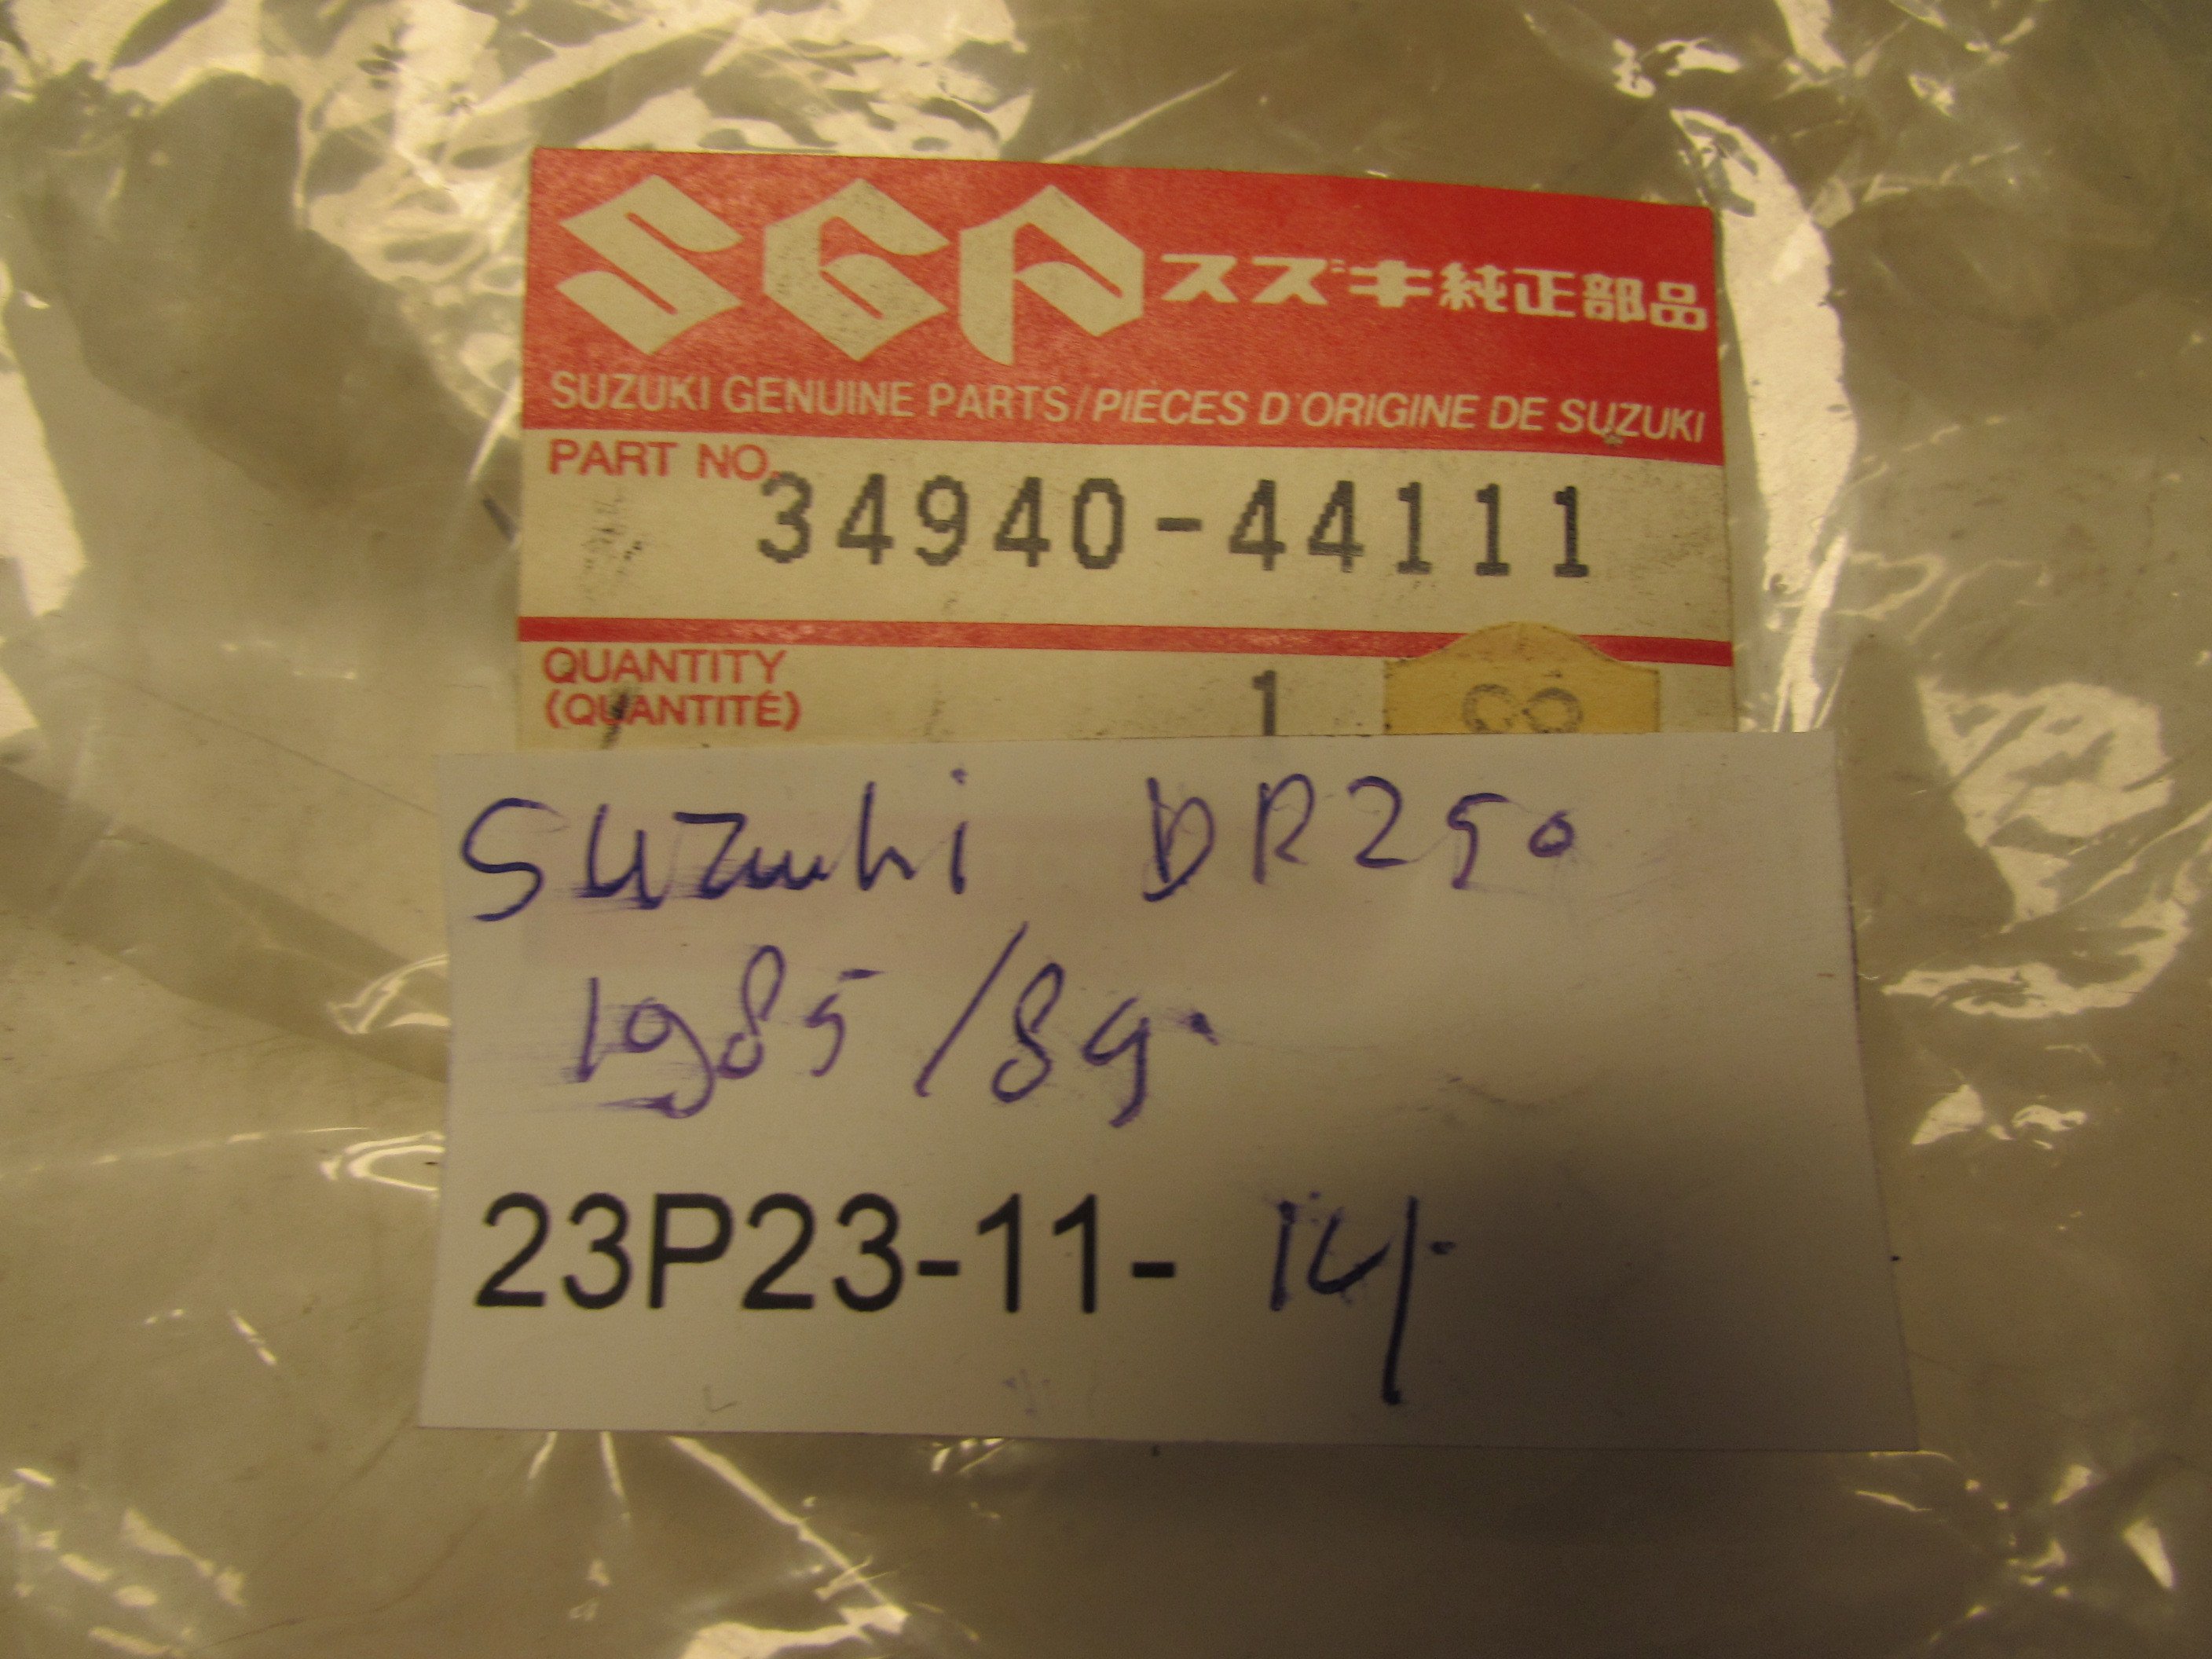 SGP スズキ純正部品
SUZUKI GENUINE PARTS/PIÈCES D'ORIGINE DE SUZUKI
PART NO.
34940-44111
QUANTITY
(QUANTITÉ)
1
Suzuki DR250
1985/89.
23P23-11- 14